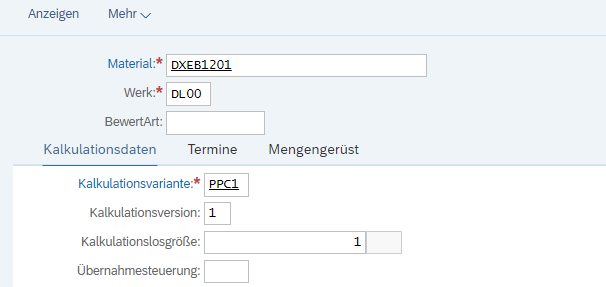 Anzeigen Mehr
Material:* DXEB1201
Werk:* DL00
BewertArt:
Kalkulationsdaten Termine Mengengerüst
Kalkulationsvariante:* PPC1
Kalkulationsversion: 1
Kalkulationslosgröße: 1
Übernahmesteuerung: